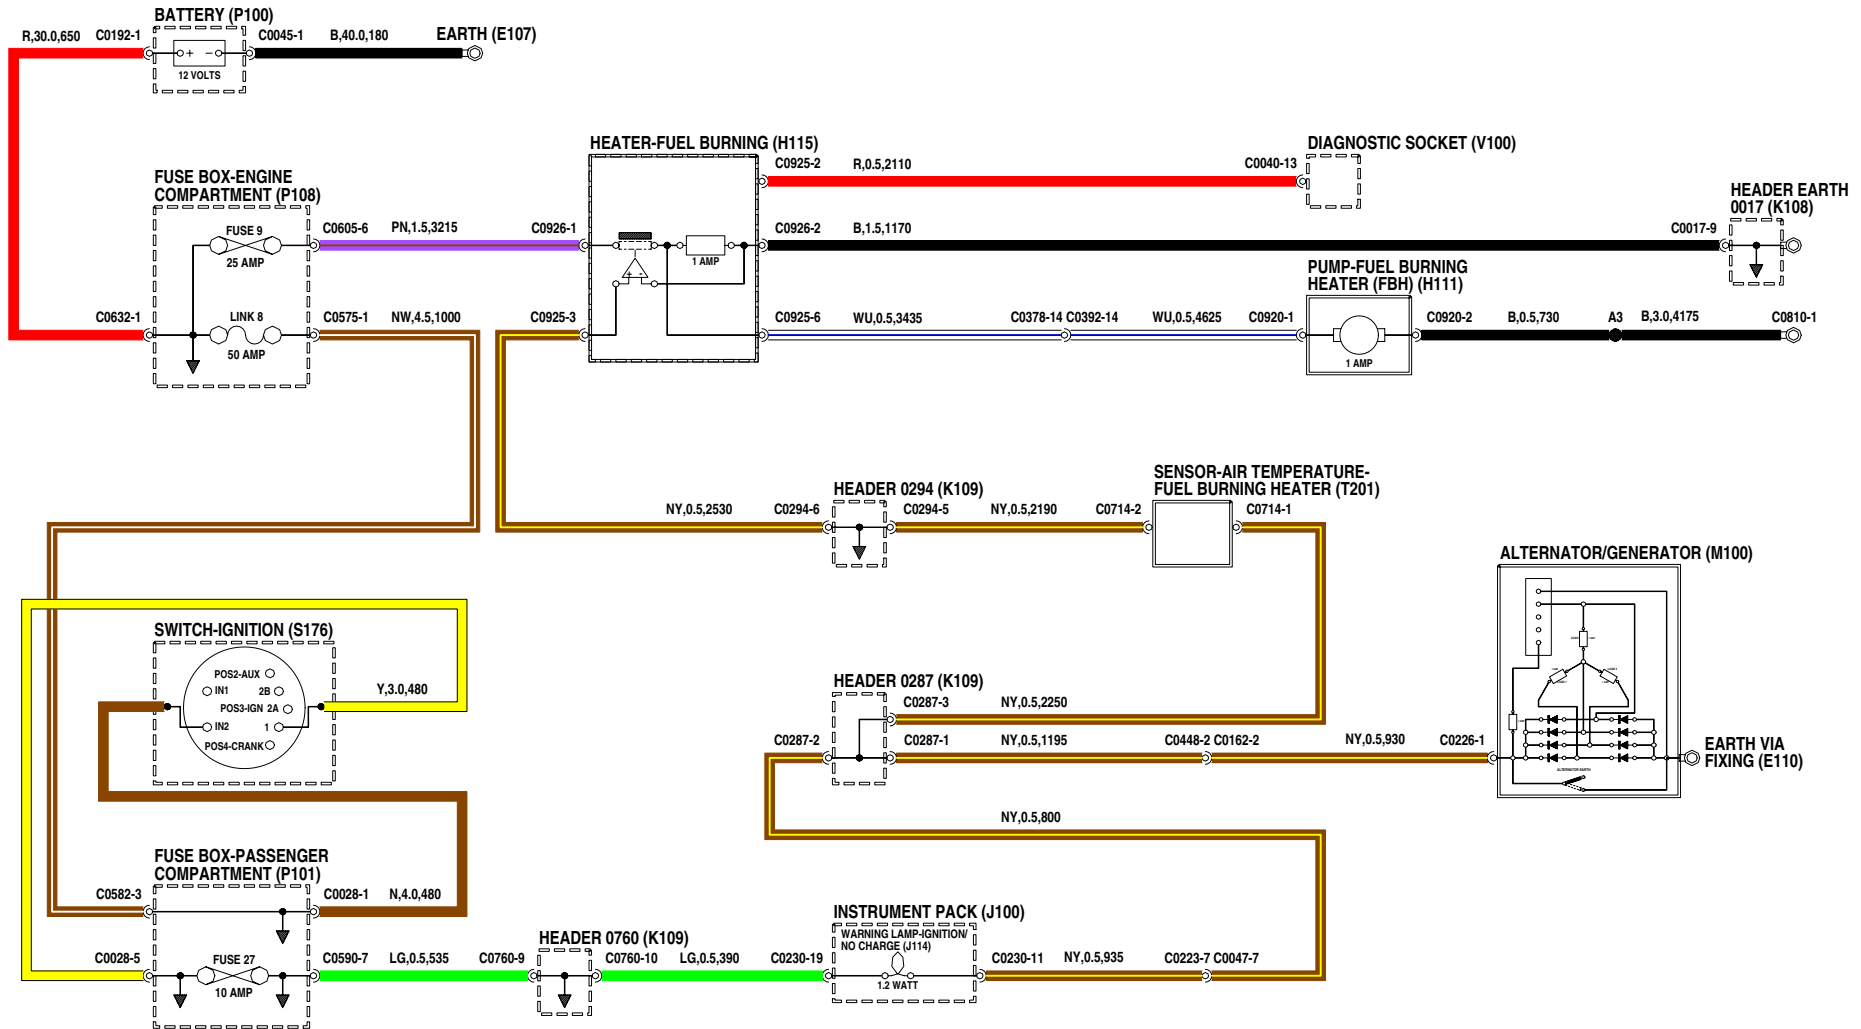 BATTERY (P100)
R,30.0,650 C0192-1 C0045-1 B,40.0,180 EARTH (E107)
+ −
12 VOLTS
HEATER-FUEL BURNING (H115)
C0925-2 R,0.5,2110 C0040-13
DIAGNOSTIC SOCKET (V100)
FUSE BOX-ENGINE
COMPARTMENT (P108)
HEADER EARTH
0017 (K108)
FUSE 9
25 AMP
C0605-6 PN,1.5,3215 C0926-1
1 AMP
+ -
C0926-2 B,1.5,1170 C0017-9
PUMP-FUEL BURNING
HEATER (FBH) (H111)
C0632-1
LINK 8
50 AMP
C0575-1 NW,4.5,1000
C0925-3
C0925-6 WU,0.5,3435 C0378-14 C0392-14 WU,0.5,4625 C0920-1
1 AMP
C0920-2 B,0.5,730 A3 B,3.0,4175 C0810-1
SENSOR-AIR TEMPERATURE-
FUEL BURNING HEATER (T201)
HEADER 0294 (K109)
NY,0.5,2530 C0294-6 C0294-5 NY,0.5,2190 C0714-2 C0714-1
ALTERNATOR/GENERATOR (M100)
ALTERNATOR EARTH
EARTH VIA
FIXING (E110)
SWITCH-IGNITION (S176)
POS2-AUX
IN1 2B
POS3-IGN 2A
IN2 1
POS4-CRANK
Y,3.0,480
HEADER 0287 (K109)
C0287-3 NY,0.5,2250
C0287-2 C0287-1 NY,0.5,1195 C0448-2 C0162-2 NY,0.5,930 C0226-1
NY,0.5,800
FUSE BOX-PASSENGER
COMPARTMENT (P101)
C0582-3 C0028-1 N,4.0,480
C0028-5
FUSE 27
10 AMP
C0590-7 LG,0.5,535 C0760-9
HEADER 0760 (K109)
C0760-10 LG,0.5,390 C0230-19
INSTRUMENT PACK (J100)
WARNING LAMP-IGNITION/
NO CHARGE (J114)
1.2 WATT
C0230-11 NY,0.5,935 C0223-7 C0047-7